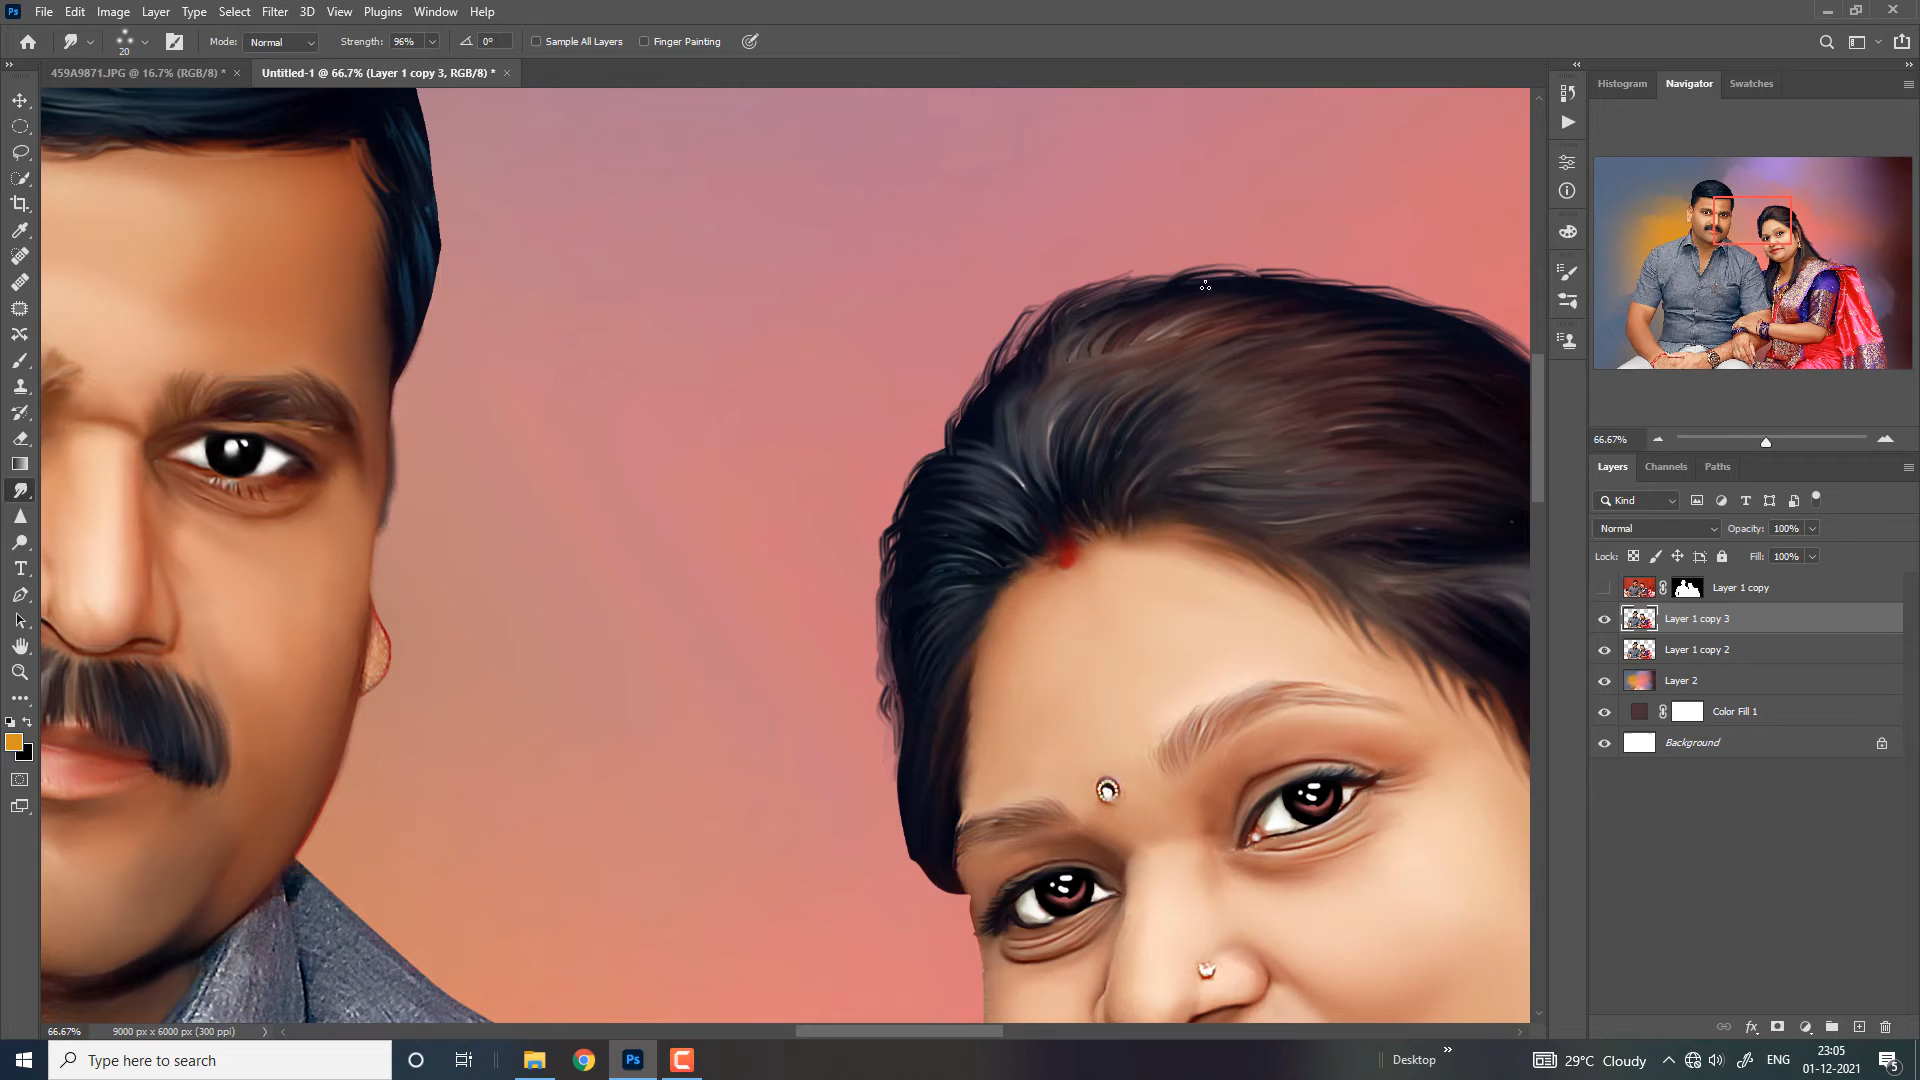 Ps File Edit Image Layer Type Select Filter 3D View Plugins Window Help
20 Mode: Normal Strength: 96% 0° Sample All Layers Finger Painting
459A9871.JPG @ 16.7% (RGB/8) * × Untitled-1 @ 66.7% (Layer 1 copy 3, RGB/8) * ×
Histogram Navigator Swatches
66.67%
Layers Channels Paths
Kind
Normal Opacity: 100%
Lock: Fill: 100%
Layer 1 copy
Layer 1 copy 3
Layer 1 copy 2
Layer 2
Color Fill 1
Background
66.67% 9000 px x 6000 px (300 ppi)
Type here to search Ps Desktop 29°C Cloudy ENG 23:05
01-12-2021 5